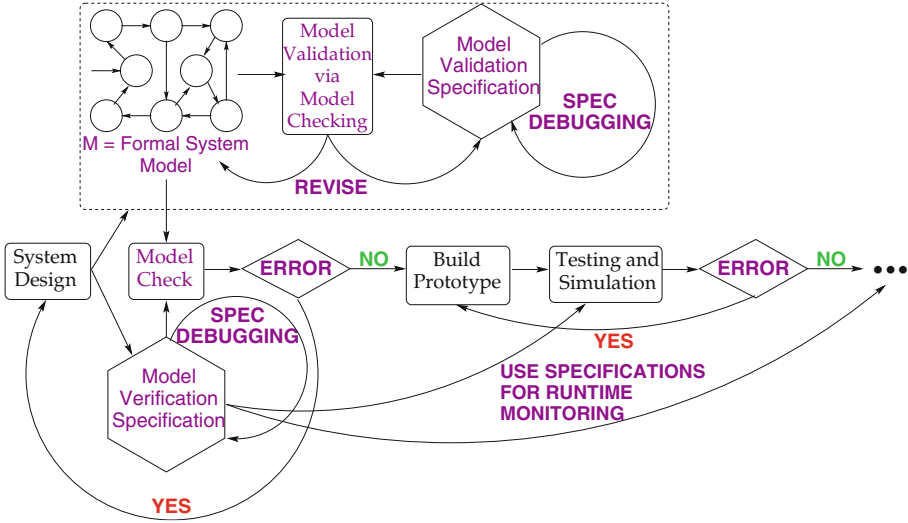 Model
Validation
via
Model
Checking
Model
Validation
Specification
SPEC
DEBUGGING
M = Formal System
Model
REVISE
System
Design
Model
Check
ERROR
NO
Build
Prototype
Testing and
Simulation
ERROR
NO
•••
SPEC
DEBUGGING
YES
Model
Verification
Specification
USE SPECIFICATIONS
FOR RUNTIME
MONITORING
YES